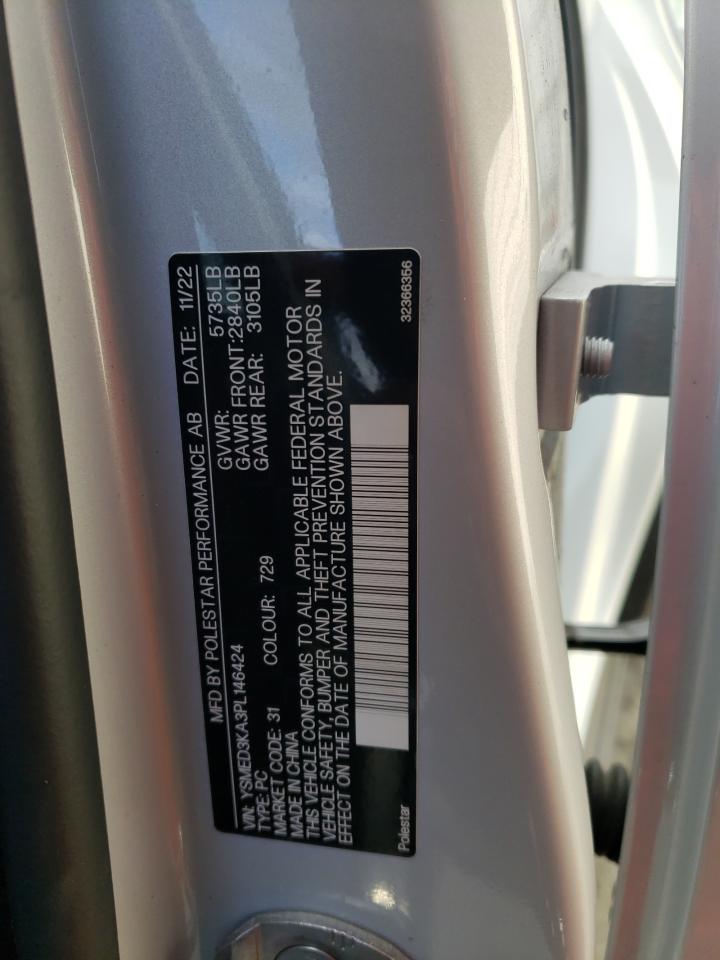 MFD BY POLESTAR PERFORMANCE AB DATE: 11/22
VIN: YSMED3KA3PL146424 GVWR: 5735LB
TYPE: PC GAWR FRONT:2840LB
MARKET CODE: 31 COLOUR: 729 GAWR REAR: 3105LB
MADE IN CHINA
THIS VEHICLE CONFORMS TO ALL APPLICABLE FEDERAL MOTOR
VEHICLE SAFETY, BUMPER AND THEFT PREVENTION STANDARDS IN
EFFECT ON THE DATE OF MANUFACTURE SHOWN ABOVE.
Polestar 32366356